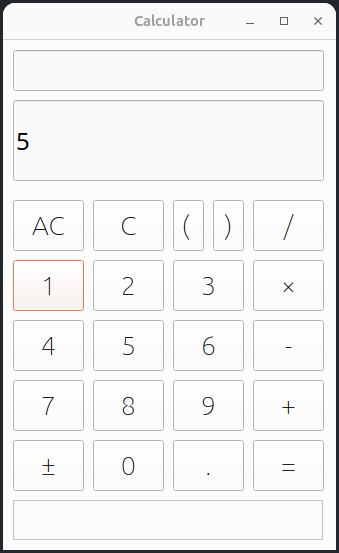 Calculator
5
AC C ( ) /
1 2 3 ×
4 5 6 -
7 8 9 +
± 0 . =